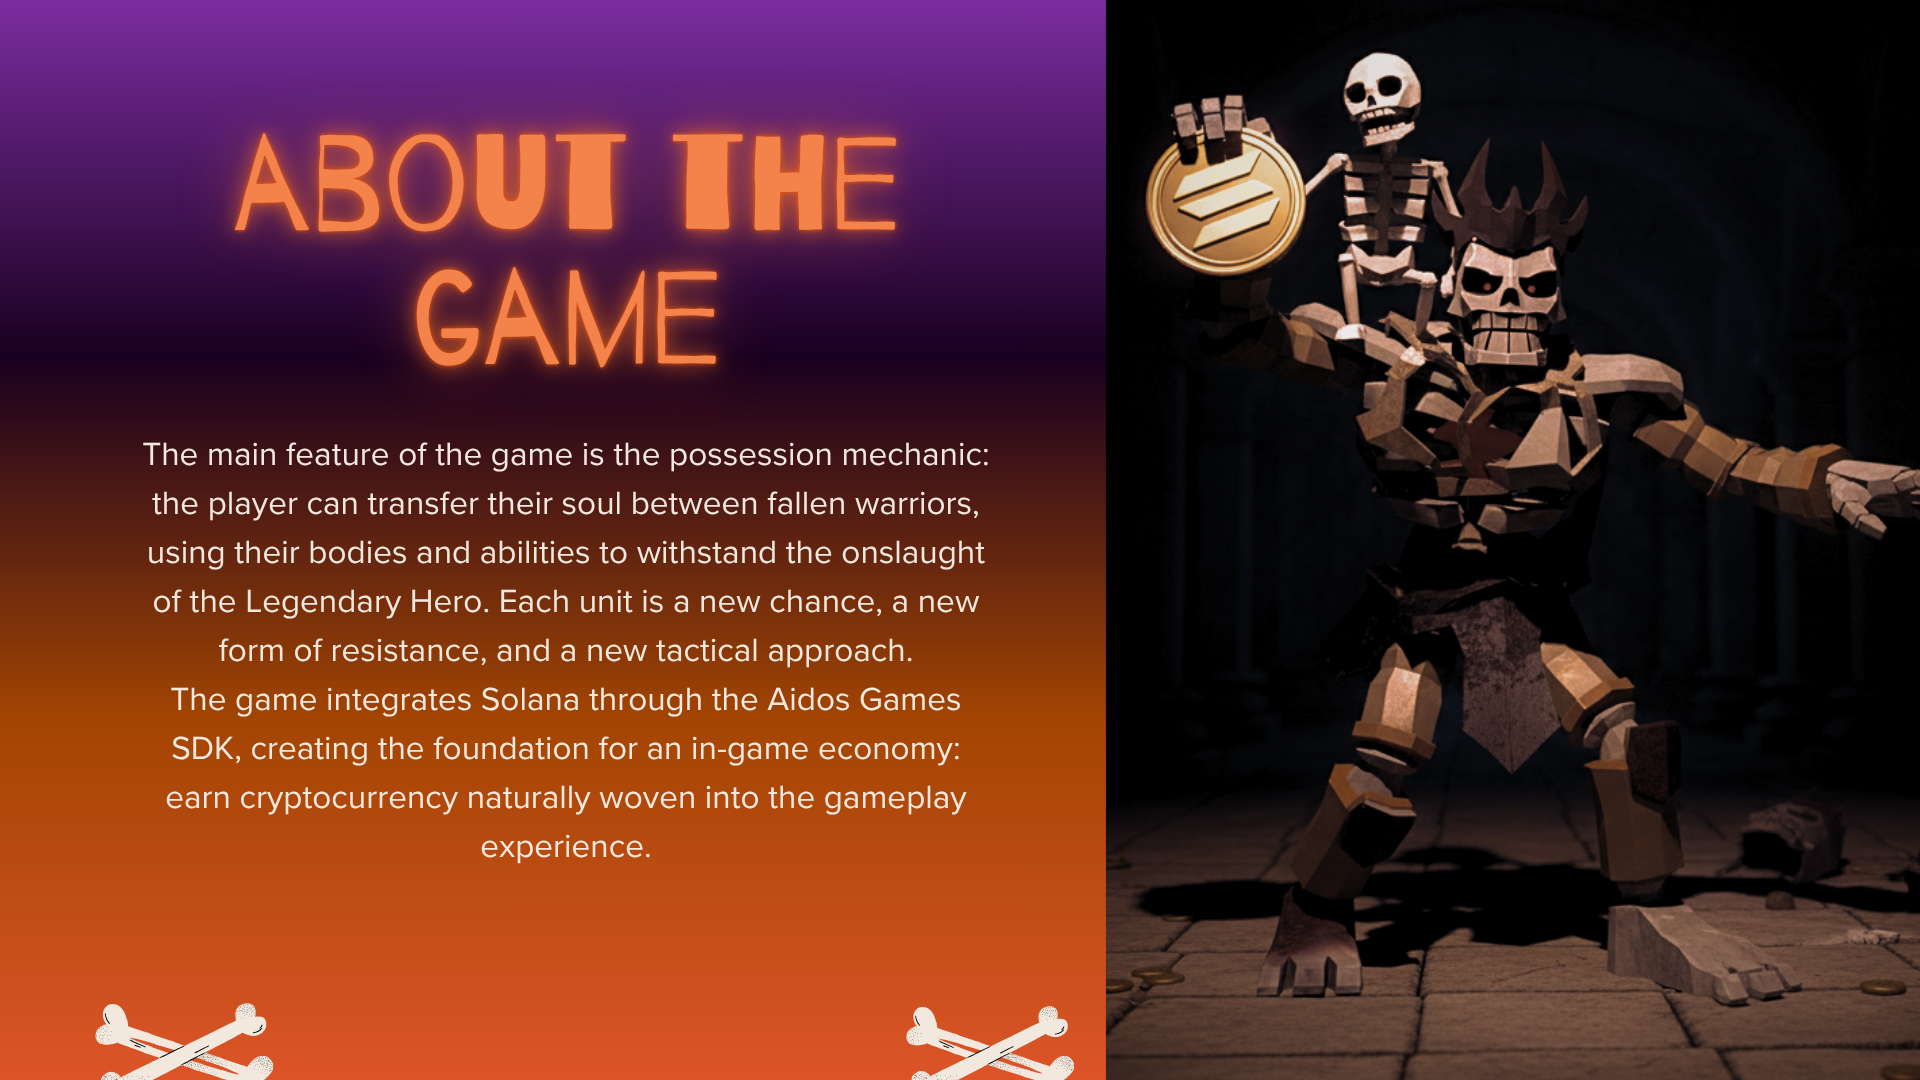 ABOUT THE
GAME
The main feature of the game is the possession mechanic:
the player can transfer their soul between fallen warriors,
using their bodies and abilities to withstand the onslaught
of the Legendary Hero. Each unit is a new chance, a new
form of resistance, and a new tactical approach.
The game integrates Solana through the Aidos Games
SDK, creating the foundation for an in-game economy:
earn cryptocurrency naturally woven into the gameplay
experience.